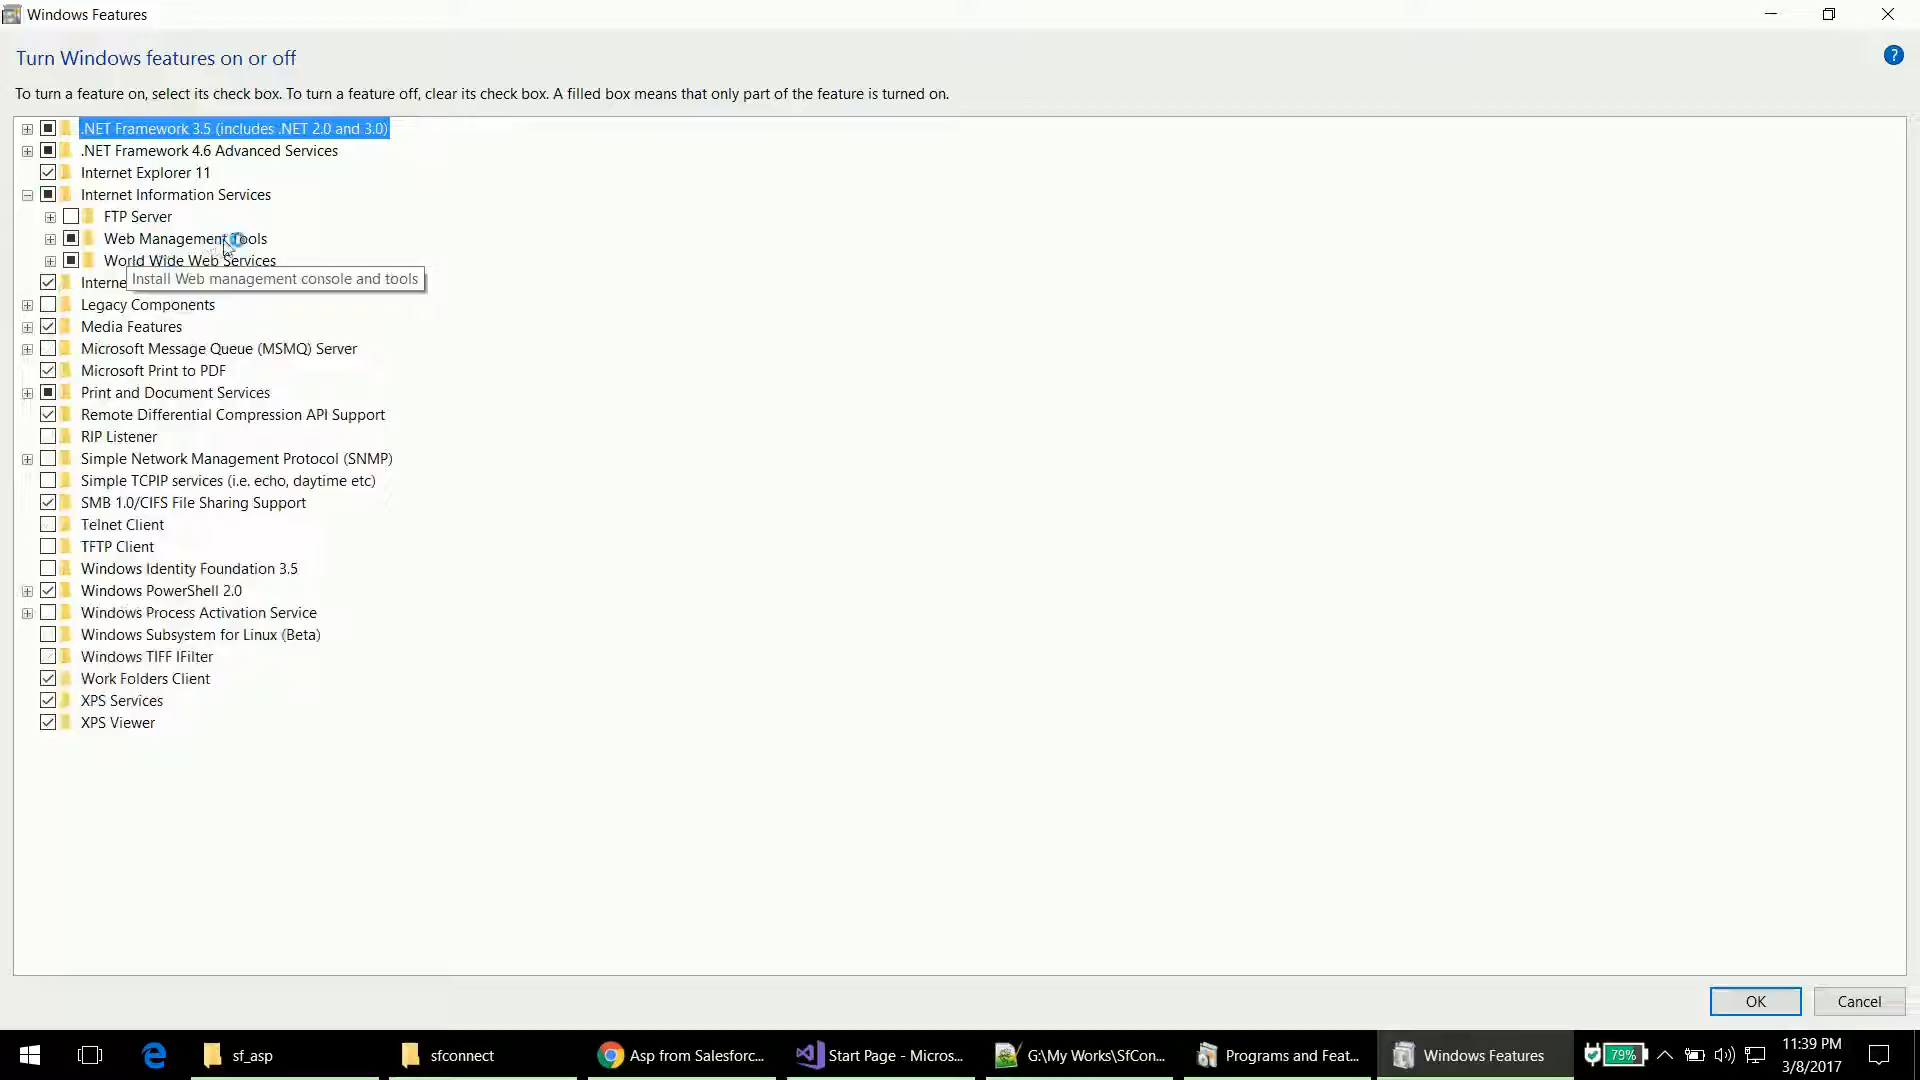 Windows Features
Turn Windows features on or off
?
To turn a feature on, select its check box. To turn a feature off, clear its check box. A filled box means that only part of the feature is turned on.
.NET Framework 3.5 (includes .NET 2.0 and 3.0)
.NET Framework 4.6 Advanced Services
Internet Explorer 11
Internet Information Services
FTP Server
Web Management Tools
World Wide Web Services
Install Web management console and tools
Interne
Legacy Components
Media Features
Microsoft Message Queue (MSMQ) Server
Microsoft Print to PDF
Print and Document Services
Remote Differential Compression API Support
RIP Listener
Simple Network Management Protocol (SNMP)
Simple TCPIP services (i.e. echo, daytime etc)
SMB 1.0/CIFS File Sharing Support
Telnet Client
TFTP Client
Windows Identity Foundation 3.5
Windows PowerShell 2.0
Windows Process Activation Service
Windows Subsystem for Linux (Beta)
Windows TIFF IFilter
Work Folders Client
XPS Services
XPS Viewer
OK Cancel
sf_asp sfconnect Asp from Salesforc... Start Page - Micros... G:\My Works\SfCon... Programs and Feat... Windows Features 79% 11:39 PM
3/8/2017